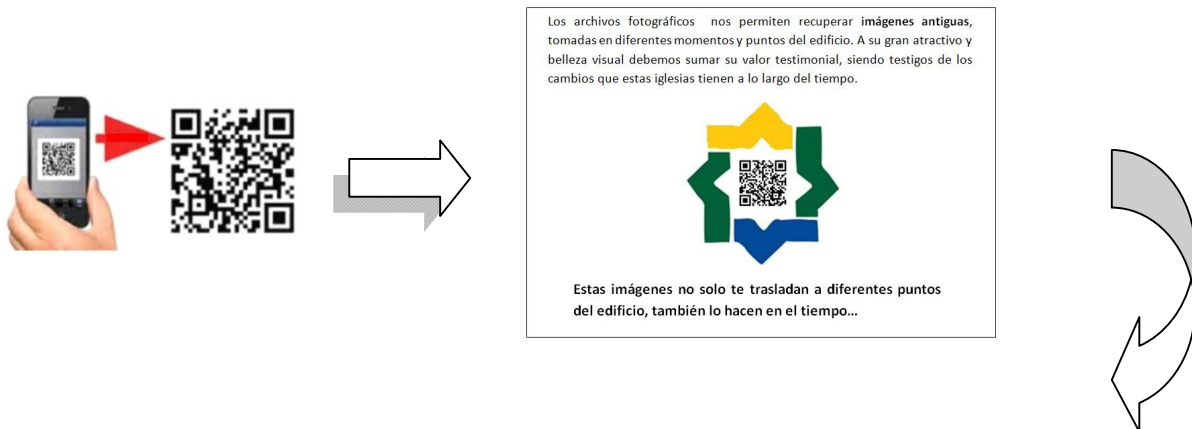 Los archivos fotográficos nos permiten recuperar imágenes antiguas,
tomadas en diferentes momentos y puntos del edificio. A su gran atractivo y
belleza visual debemos sumar su valor testimonial, siendo testigos de los
cambios que estas iglesias tienen a lo largo del tiempo.
Estas imágenes no solo te trasladan a diferentes puntos
del edificio, también lo hacen en el tiempo...